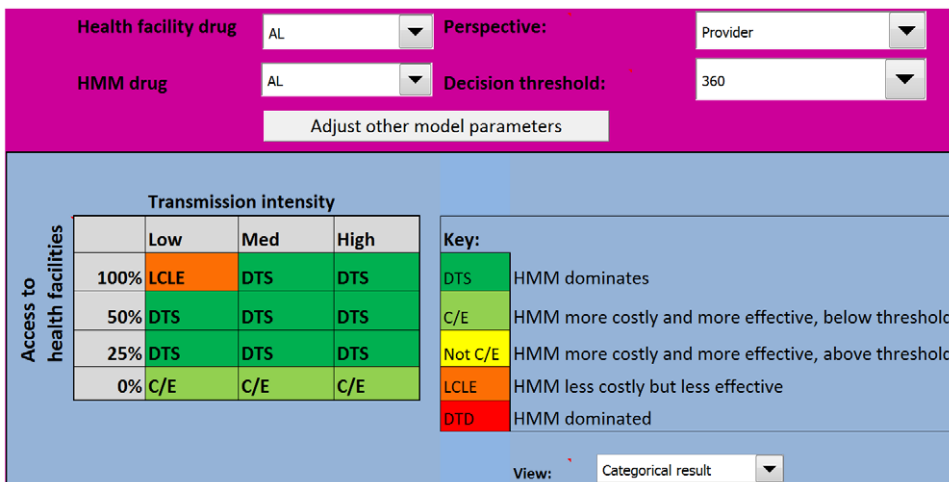 Health facility drug AL Perspective: Provider
HMM drug AL Decision threshold: 360
Adjust other model parameters
Transmission intensity
Access to health facilities
Low Med High
100% LCLE DTS DTS
50% DTS DTS DTS
25% DTS DTS DTS
0% C/E C/E C/E
Key:
DTS HMM dominates
C/E HMM more costly and more effective, below threshold
Not C/E HMM more costly and more effective, above threshold
LCLE HMM less costly but less effective
DTD HMM dominated
View: Categorical result